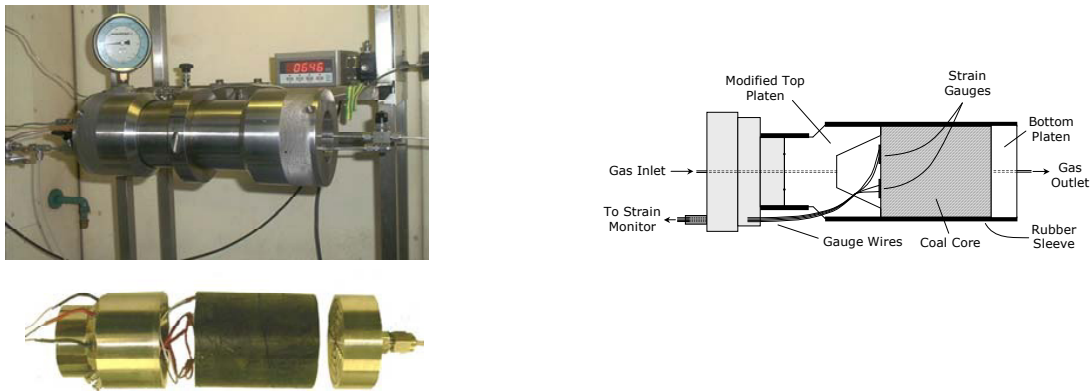 0646
Modified Top
Platen
Strain
Gauges
Bottom
Platen
Gas Inlet
Gas
Outlet
To Strain
Monitor
Gauge Wires
Coal Core
Rubber
Sleeve